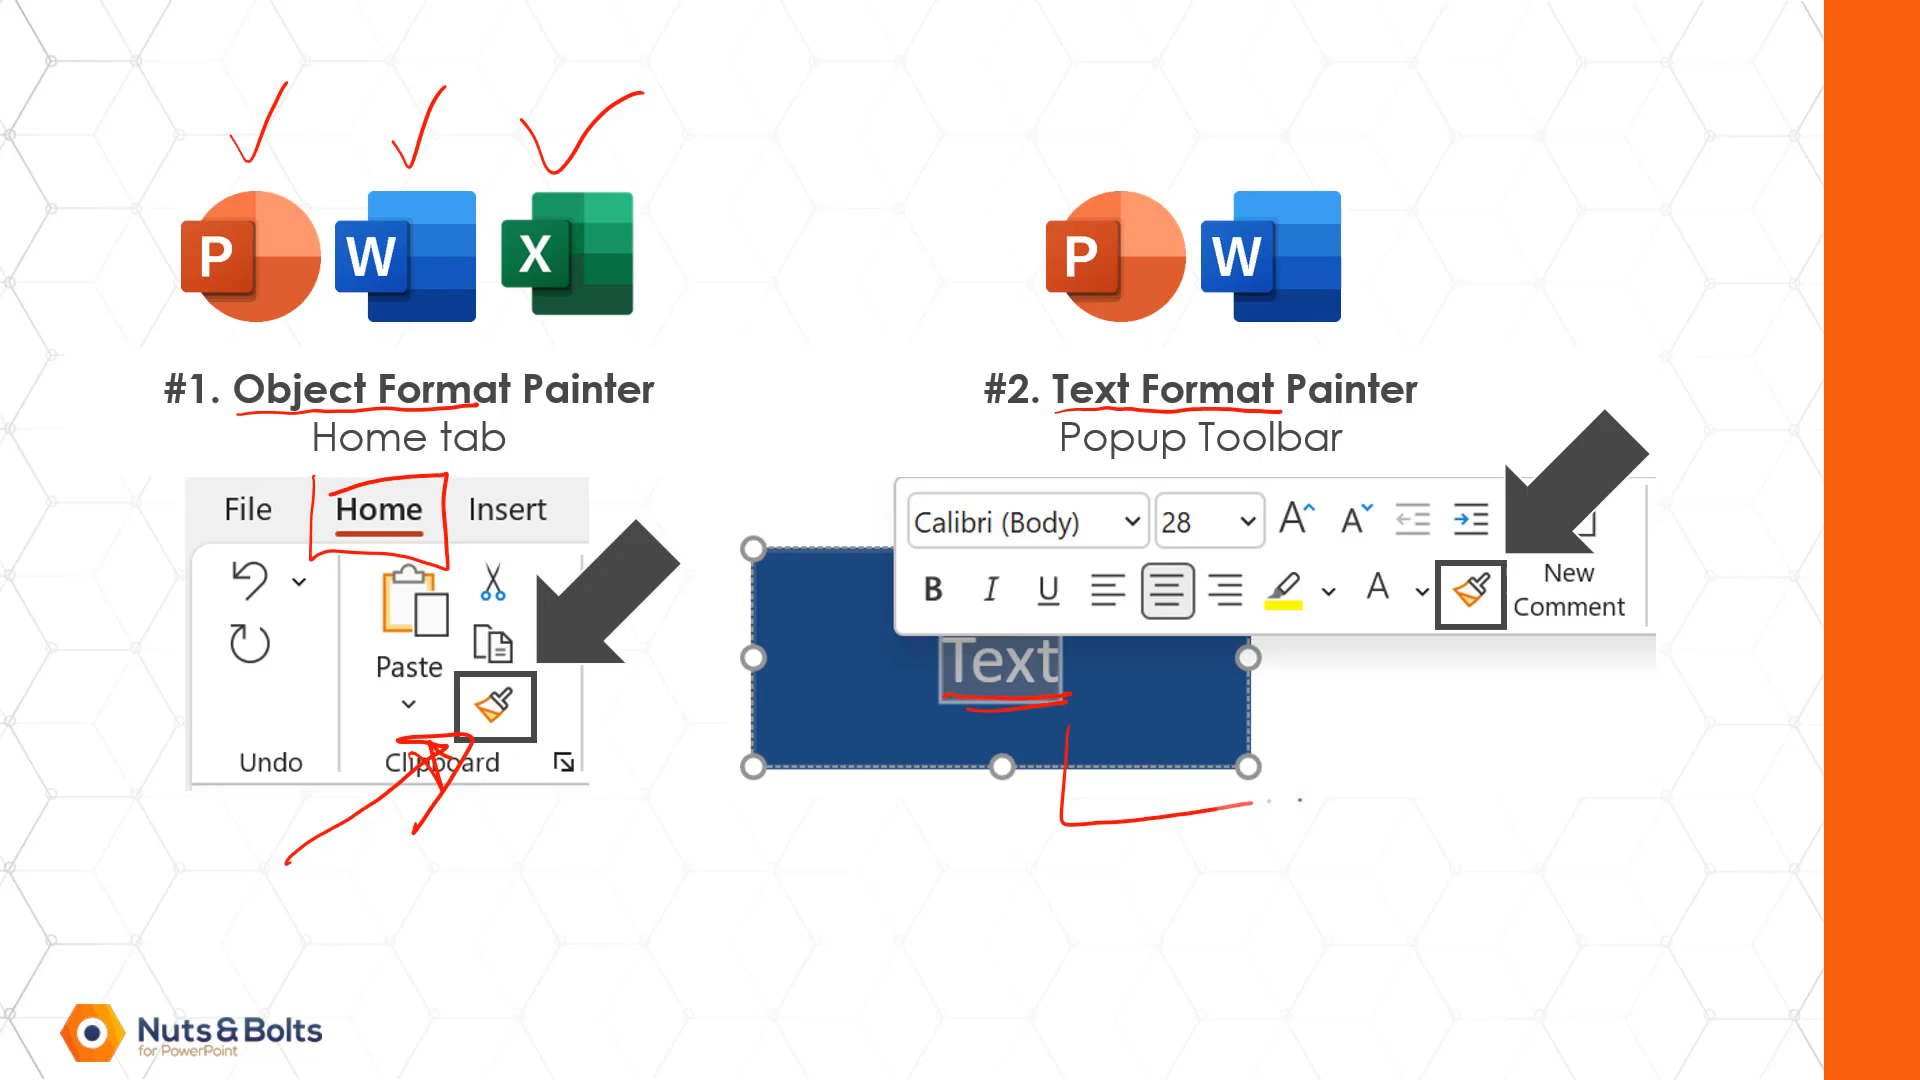 P W X
#1. Object Format Painter
Home tab
File Home Insert
Paste
Undo Clipboard
P W
#2. Text Format Painter
Popup Toolbar
Calibri (Body) 28 A A
B I U A
New
Comment
Text
Nuts & Bolts
for PowerPoint